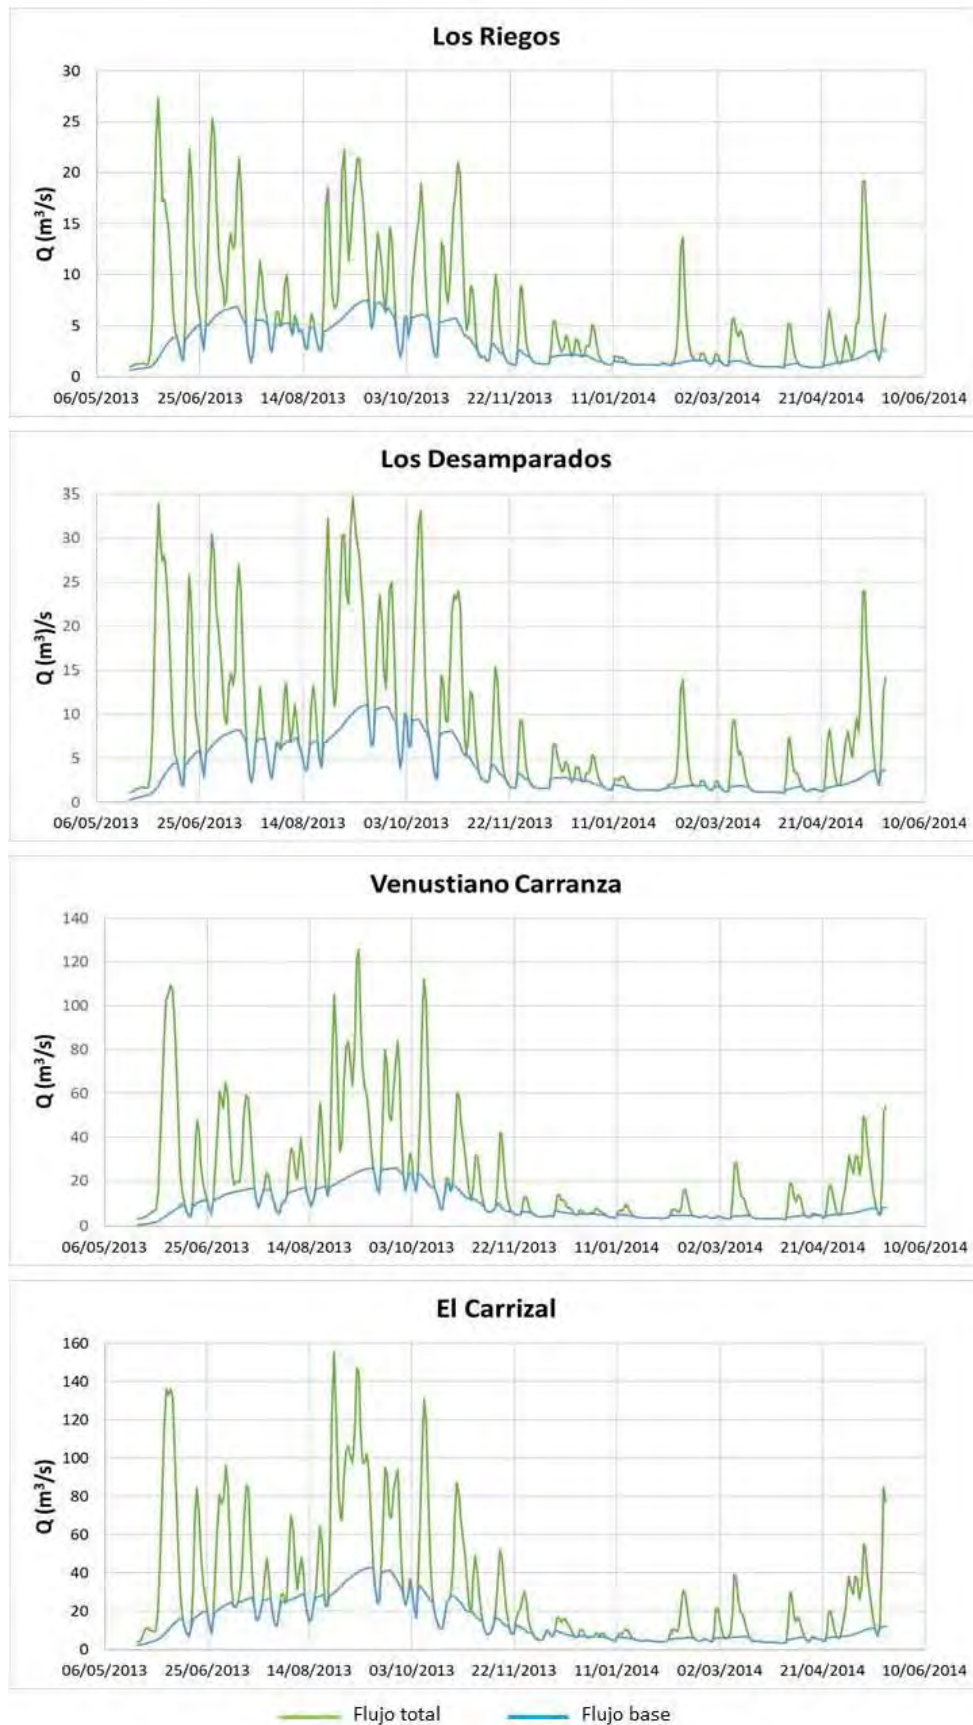 Los Riegos
30
25
20
15
10
5
0
Q (m³/s)
06/05/2013 25/06/2013 14/08/2013 03/10/2013 22/11/2013 11/01/2014 02/03/2014 21/04/2014 10/06/2014
Los Desamparados
35
30
25
20
15
10
5
0
Q (m³)/s
06/05/2013 25/06/2013 14/08/2013 03/10/2013 22/11/2013 11/01/2014 02/03/2014 21/04/2014 10/06/2014
Venustiano Carranza
140
120
100
80
60
40
20
0
Q (m³/s)
06/05/2013 25/06/2013 14/08/2013 03/10/2013 22/11/2013 11/01/2014 02/03/2014 21/04/2014 10/06/2014
El Carrizal
160
140
120
100
80
60
40
20
0
Q (m³/s)
06/05/2013 25/06/2013 14/08/2013 03/10/2013 22/11/2013 11/01/2014 02/03/2014 21/04/2014 10/06/2014
Flujo total Flujo base